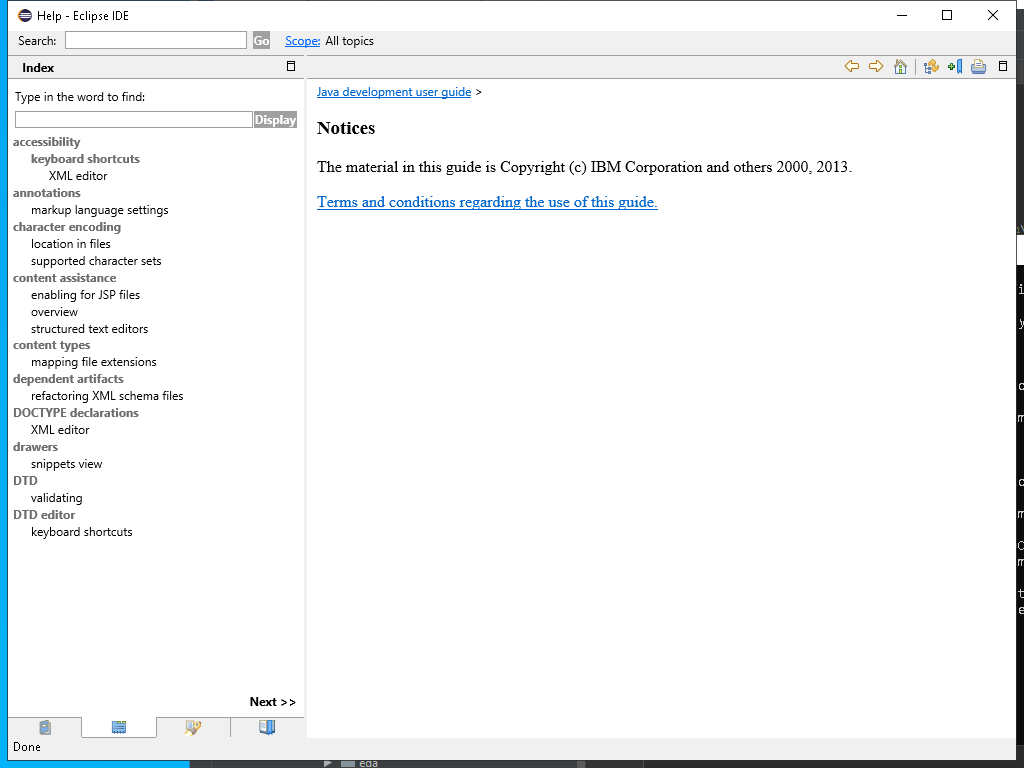 Help - Eclipse IDE
Search:
Go
Scope: All topics
Index
Type in the word to find:
Display
accessibility
keyboard shortcuts
XML editor
annotations
markup language settings
character encoding
location in files
supported character sets
content assistance
enabling for JSP files
overview
structured text editors
content types
mapping file extensions
dependent artifacts
refactoring XML schema files
DOCTYPE declarations
XML editor
drawers
snippets view
DTD
validating
DTD editor
keyboard shortcuts
Next >>
Done
Java development user guide >
Notices
The material in this guide is Copyright (c) IBM Corporation and others 2000, 2013.
Terms and conditions regarding the use of this guide.
eda